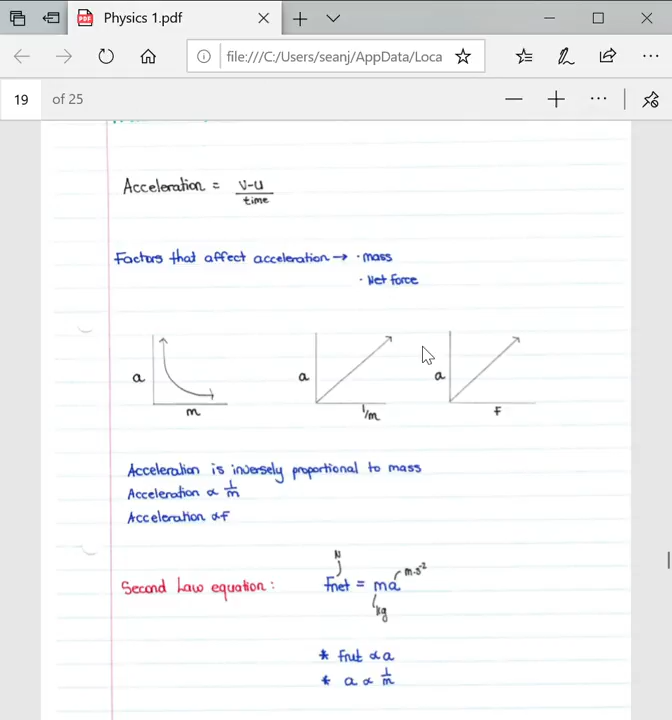 Physics 1.pdf
file:///C:/Users/seanj/AppData/Loca
19 of 25
Acceleration = v-u
time
Factors that affect acceleration → · mass
· Net force
a
m
a
1/m
a
F
Acceleration is inversely proportional to mass
Acceleration ∝ 1/m
Acceleration ∝F
N
m·s⁻²
Second Law equation: Fnet = ma
kg
* Fnet ∝ a
* a ∝ 1/m